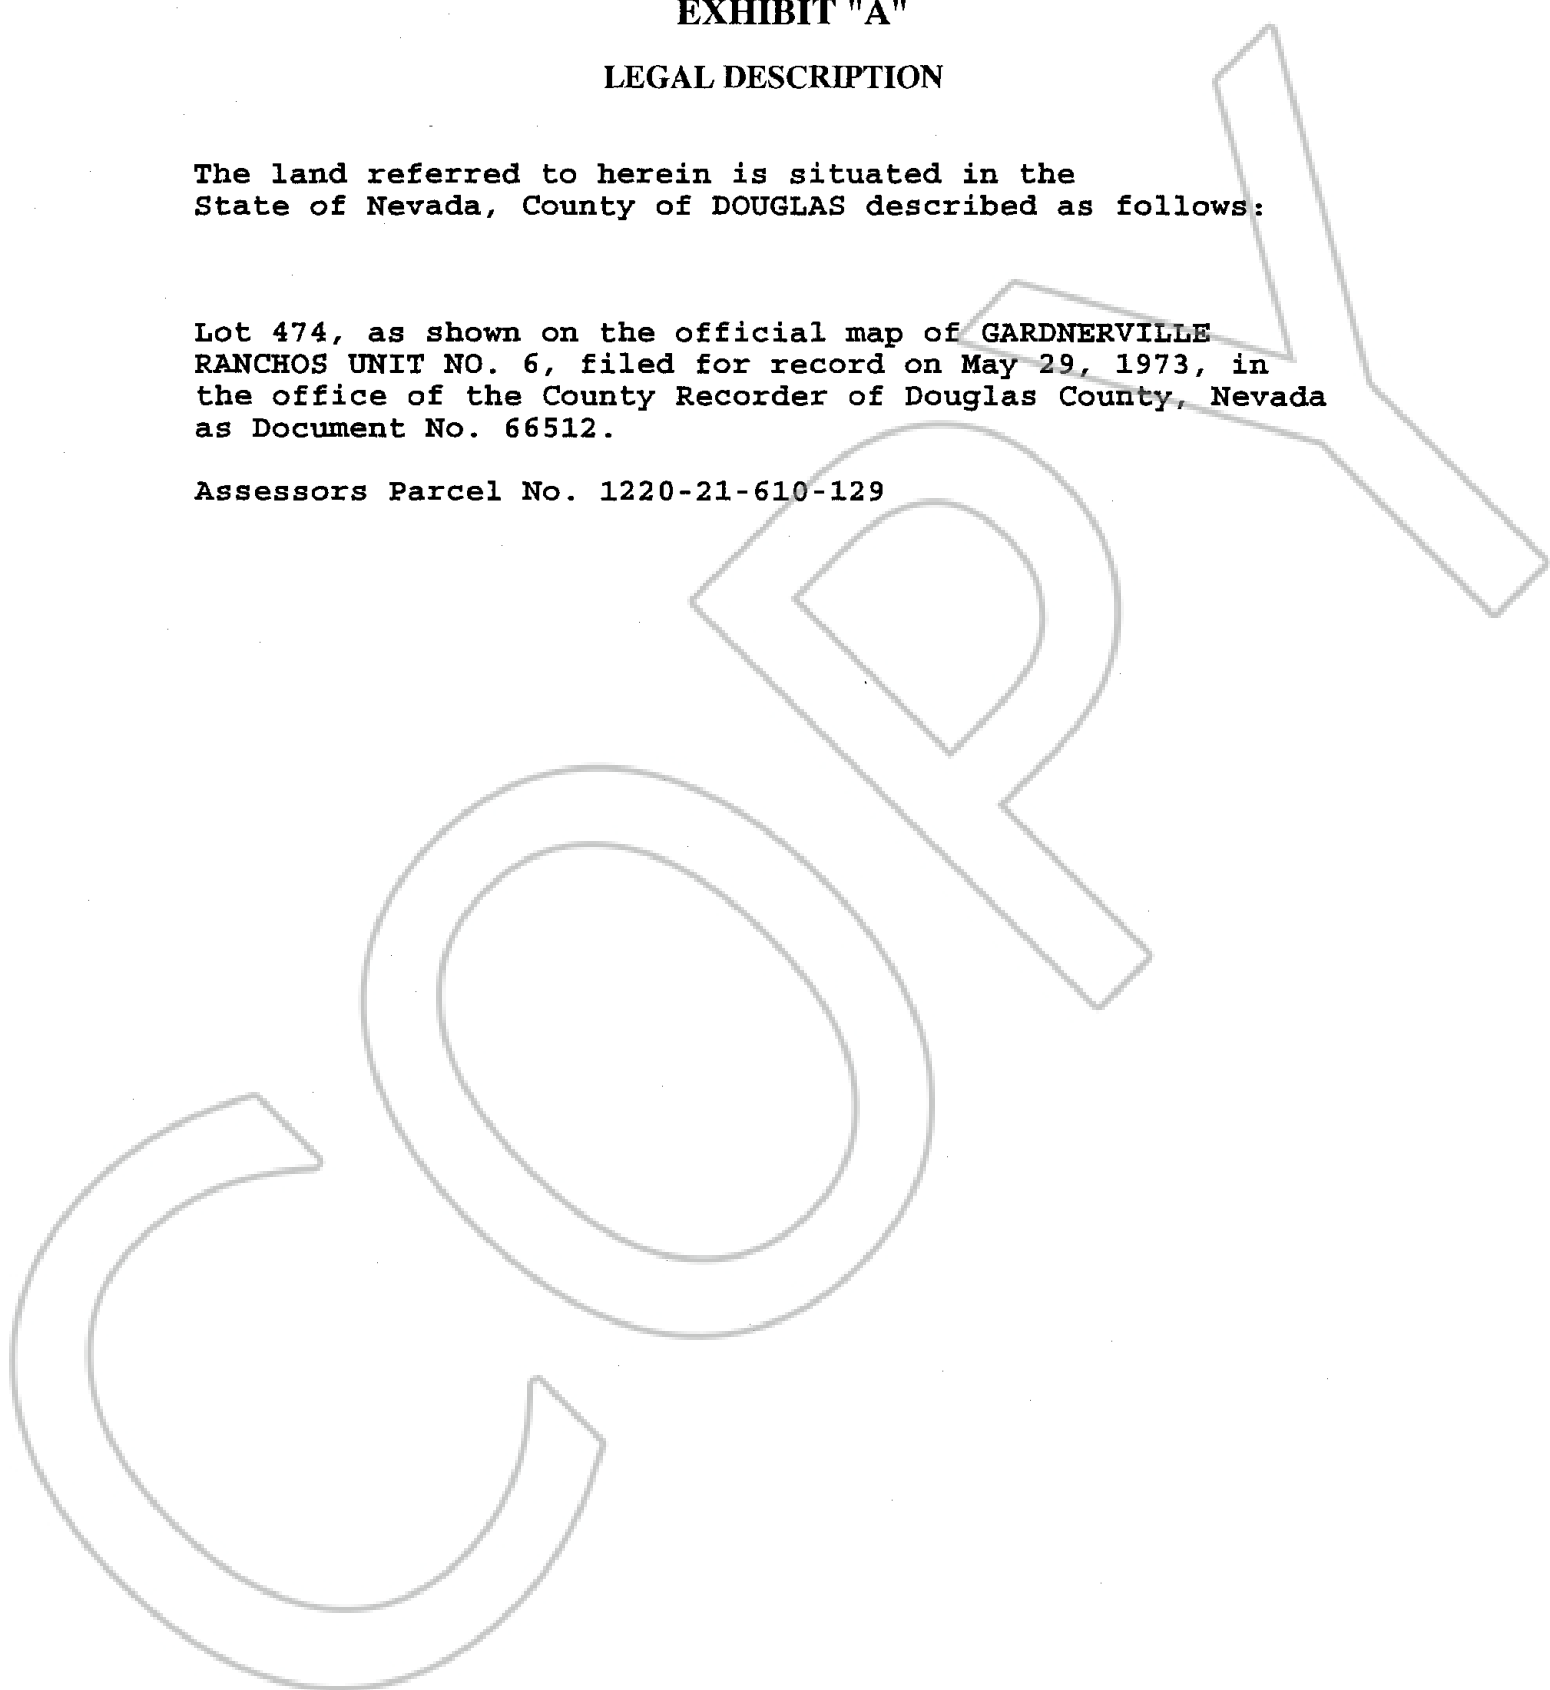 EXHIBIT "A"
LEGAL DESCRIPTION
The land referred to herein is situated in the
State of Nevada, County of DOUGLAS described as follows:
Lot 474, as shown on the official map of GARDNERVILLE
RANCHOS UNIT NO. 6, filed for record on May 29, 1973, in
the office of the County Recorder of Douglas County, Nevada
as Document No. 66512.
Assessors Parcel No. 1220-21-610-129
COPY